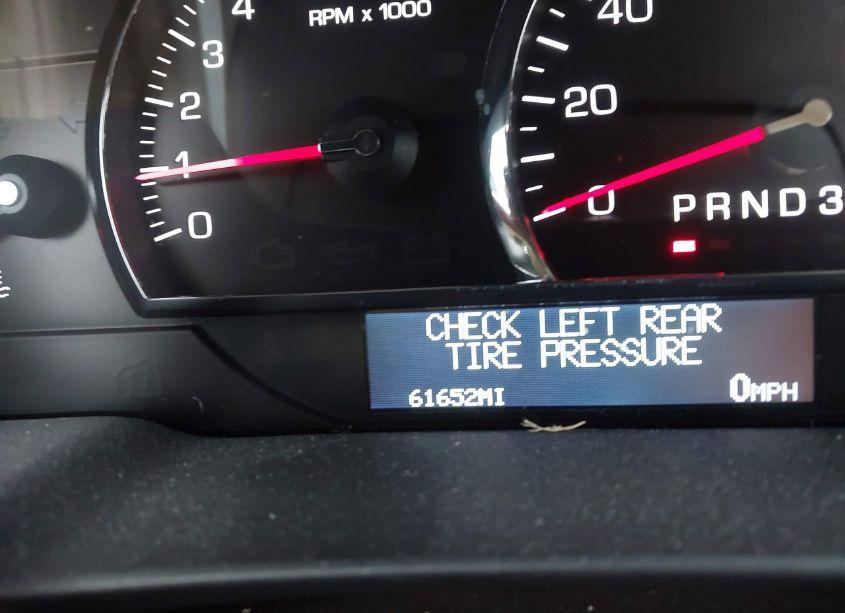 4
RPM x 1000
3
2
1
0
40
20
0
PRND3
CHECK LEFT REAR
TIRE PRESSURE
61652MI
0MPH